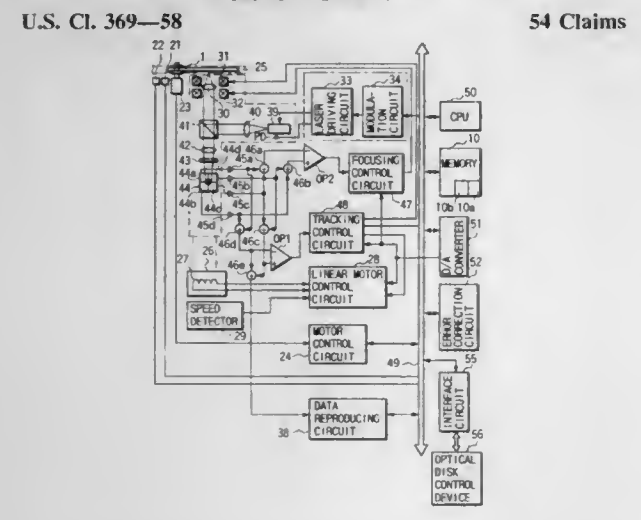 U.S. Cl. 369—58
54 Claims
22 21 1 31
25
33
34
50
23
30
32
40
39
LASER DRIVING CIRCUIT
MODULATION CIRCUIT
CPU
41
PD
10
42
44d
46a
43
45a
OP2
FOCUSING CONTROL CIRCUIT
MEMORY
44a
44
45b
46b
47
10b 10a
44b
44c
45c
48
51
45d
46d
46c
OP1
TRACKING CONTROL CIRCUIT
D/A CONVERTER
52
27
26
46e
28
LINEAR MOTOR CONTROL CIRCUIT
ERROR CORRECTION CIRCUIT
SPEED DETECTOR
29
MOTOR CONTROL CIRCUIT
24
49
55
INTERFACE CIRCUIT
DATA REPRODUCING CIRCUIT
38
56
OPTICAL DISK CONTROL DEVICE